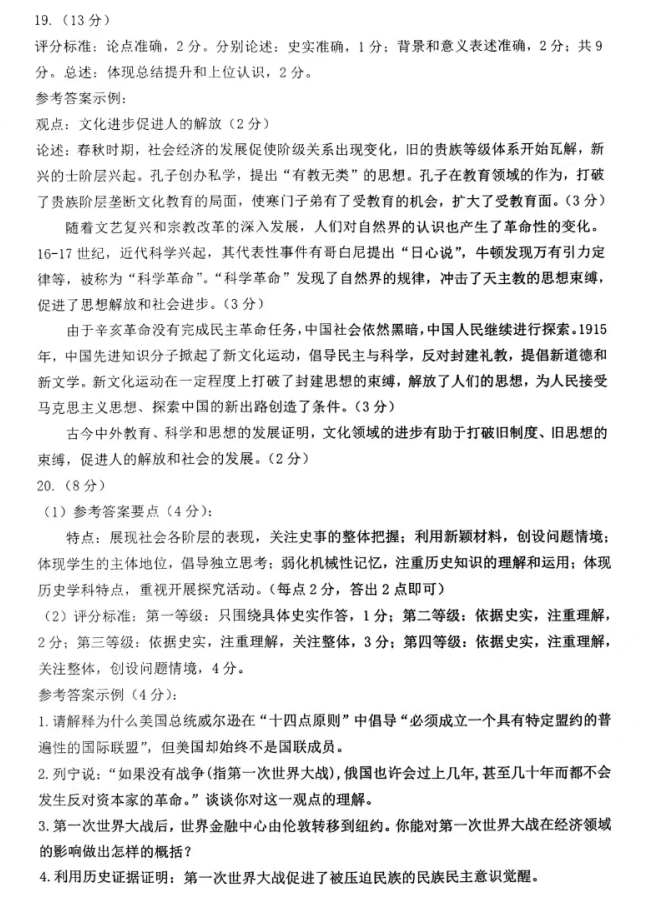 19.（13 分）
评分标准：论点准确，2 分。分别论述：史实准确，1 分；背景和意义表述准确，2 分；共 9
分。总述：体现总结提升和上位认识，2 分。
参考答案示例：
观点：文化进步促进人的解放（2 分）
论述：春秋时期，社会经济的发展促使阶级关系出现变化，旧的贵族等级体系开始瓦解，新
兴的士阶层兴起。孔子创办私学，提出“有教无类”的思想。孔子在教育领域的作为，打破
了贵族阶层垄断文化教育的局面，使寒门子弟有了受教育的机会，扩大了受教育面。（3 分）
随着文艺复兴和宗教改革的深入发展，人们对自然界的认识也产生了革命性的变化。
16-17 世纪，近代科学兴起，其代表性事件有哥白尼提出“日心说”，牛顿发现万有引力定
律等，被称为“科学革命”。“科学革命”发现了自然界的规律，冲击了天主教的思想束缚，
促进了思想解放和社会进步。（3 分）
由于辛亥革命没有完成民主革命任务，中国社会依然黑暗，中国人民继续进行探索。1915
年，中国先进知识分子掀起了新文化运动，倡导民主与科学，反对封建礼教，提倡新道德和
新文学。新文化运动在一定程度上打破了封建思想的束缚，解放了人们的思想，为人民接受
马克思主义思想、探索中国的新出路创造了条件。（3 分）
古今中外教育、科学和思想的发展证明，文化领域的进步有助于打破旧制度、旧思想的
束缚，促进人的解放和社会的发展。（2 分）
20.（8 分）
（1）参考答案要点（4 分）：
特点：展现社会各阶层的表现，关注史事的整体把握；利用新颖材料，创设问题情境；
体现学生的主体地位，倡导独立思考；弱化机械性记忆，注重历史知识的理解和运用；体现
历史学科特点，重视开展探究活动。（每点 2 分，答出 2 点即可）
（2）评分标准：第一等级：只围绕具体史实作答，1 分；第二等级：依据史实，注重理解，
2 分；第三等级：依据史实，注重理解，关注整体，3 分；第四等级：依据史实，注重理解，
关注整体，创设问题情境，4 分。
参考答案示例（4 分）：
1.请解释为什么美国总统威尔逊在“十四点原则”中倡导“必须成立一个具有特定盟约的普
遍性的国际联盟”，但美国却始终不是国联成员。
2.列宁说：“如果没有战争(指第一次世界大战)，俄国也许会过上几年，甚至几十年而都不会
发生反对资本家的革命。”谈谈你对这一观点的理解。
3.第一次世界大战后，世界金融中心由伦敦转移到纽约。你能对第一次世界大战在经济领域
的影响做出怎样的概括？
4.利用历史证据证明：第一次世界大战促进了被压迫民族的民族民主意识觉醒。